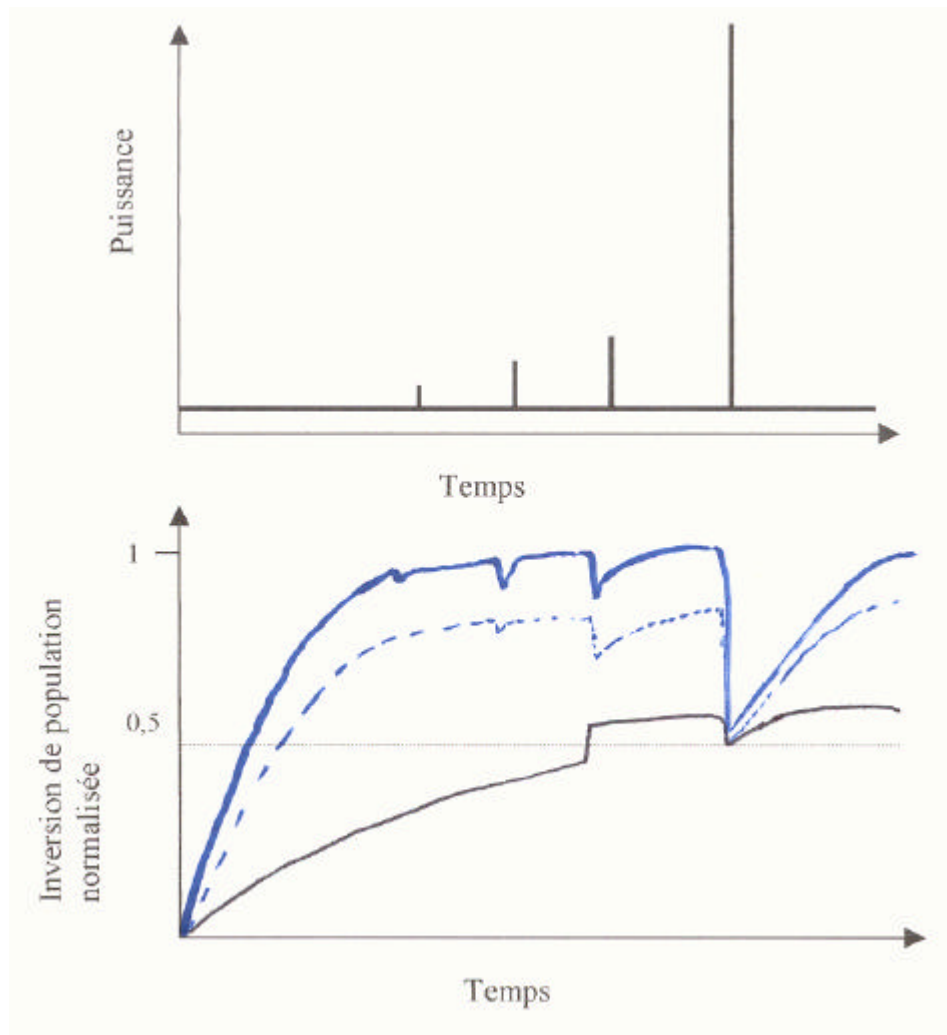 Puissance
Temps
1
0,5
Inversion de population
normalisée
Temps